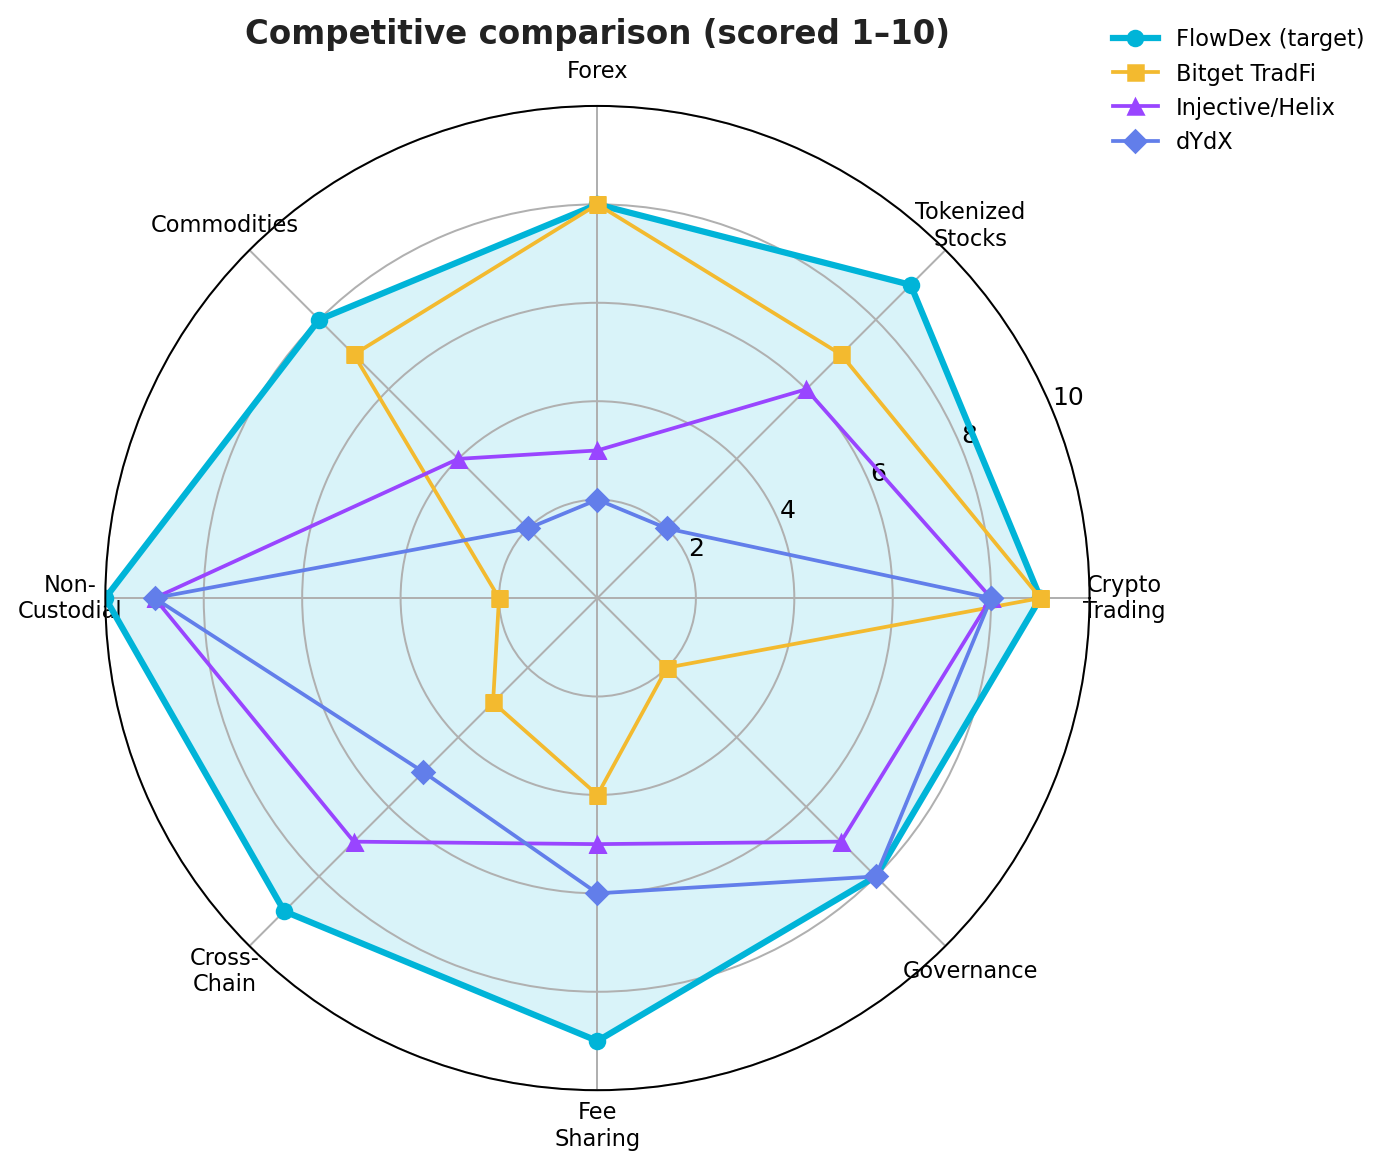 Competitive comparison (scored 1–10)
FlowDex (target)
Bitget TradFi
Injective/Helix
dYdX
Forex
Commodities
Tokenized
Stocks
10
8
6
4
2
Non-
Custodial
Crypto
Trading
Cross-
Chain
Governance
Fee
Sharing